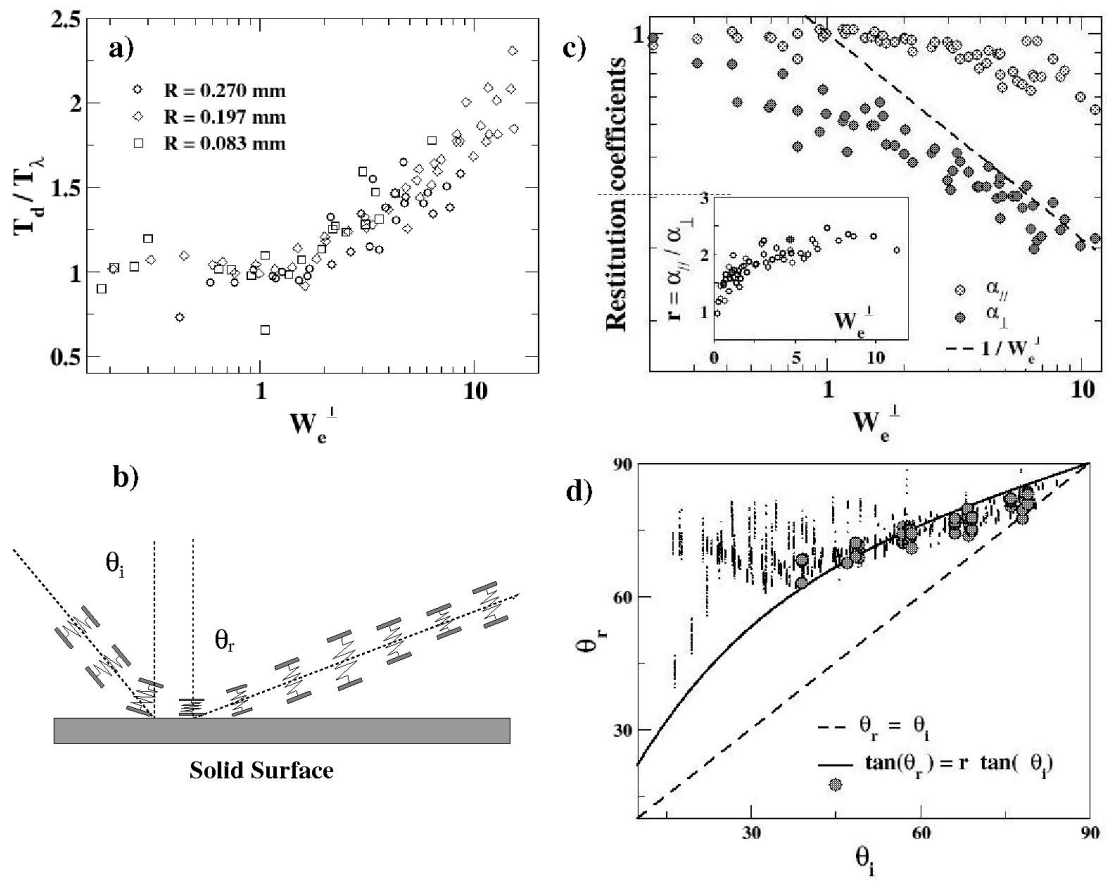 a)
2.5
2
1.5
1
0.5
T_d / T_λ
R = 0.270 mm
R = 0.197 mm
R = 0.083 mm
1
10
W_e^⊥
b)
θ_i
θ_r
Solid Surface
c)
1
Restitution coefficients
3
2
1
r = α_// / α_⊥
W_e^⊥
0
5
10
α_//
α_⊥
1 / W_e^⊥
1
10
W_e^⊥
d)
90
60
30
θ_r
θ_r = θ_i
tan(θ_r) = r tan( θ_i)
30
60
90
θ_i